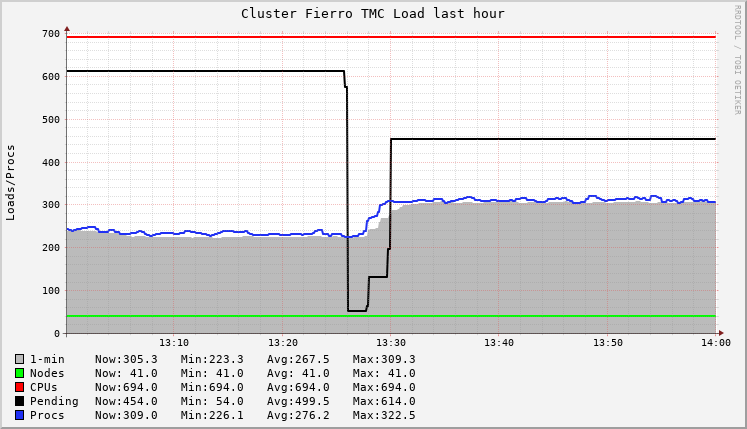 Cluster Fierro TMC Load last hour
RRDTOOL / TOBI OETIKER
Loads/Procs
700
600
500
400
300
200
100
0
13:10 13:20 13:30 13:40 13:50 14:00
1-min Now:305.3 Min:223.3 Avg:267.5 Max:309.3
Nodes Now: 41.0 Min: 41.0 Avg: 41.0 Max: 41.0
CPUs Now:694.0 Min:694.0 Avg:694.0 Max:694.0
Pending Now:454.0 Min: 54.0 Avg:499.5 Max:614.0
Procs Now:309.0 Min:226.1 Avg:276.2 Max:322.5